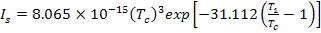 I_s = 8.065 × 10^{-15}(T_c)^3 exp[-31.112(T_s/T_c - 1)]